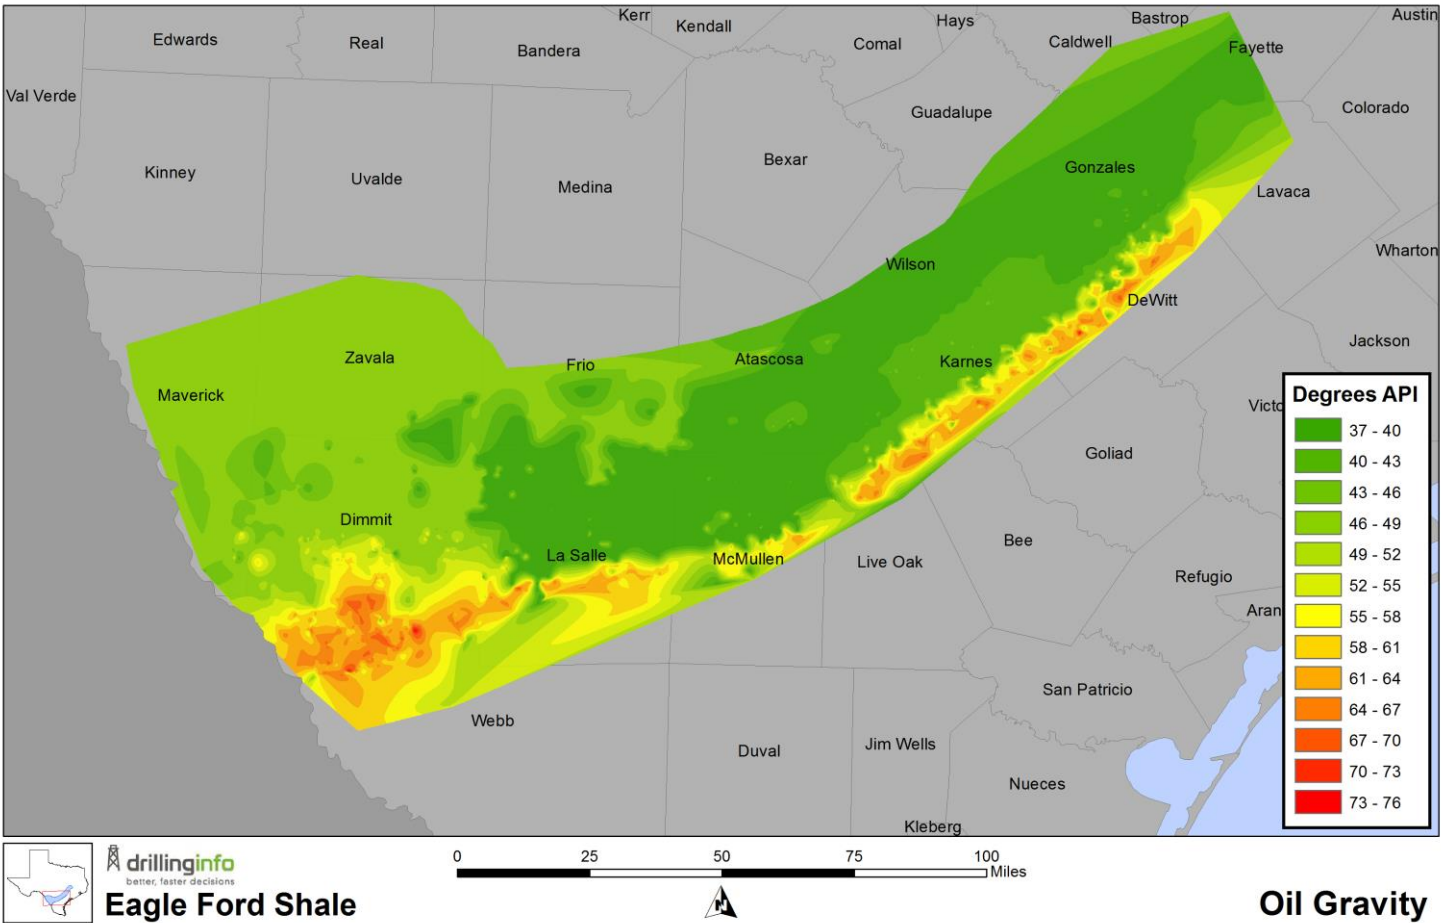 Kerr
Kendall
Hays
Bastrop
Austin
Edwards
Real
Bandera
Comal
Caldwell
Fayette
Val Verde
Guadalupe
Colorado
Kinney
Uvalde
Medina
Bexar
Gonzales
Lavaca
Wilson
Wharton
DeWitt
Zavala
Frio
Atascosa
Karnes
Jackson
Maverick
Victo
Goliad
Dimmit
La Salle
McMullen
Live Oak
Bee
Refugio
Aran
San Patricio
Webb
Duval
Jim Wells
Nueces
Kleberg
Degrees API
37 - 40
40 - 43
43 - 46
46 - 49
49 - 52
52 - 55
55 - 58
58 - 61
61 - 64
64 - 67
67 - 70
70 - 73
73 - 76
drillinginfo
better, faster decisions
Eagle Ford Shale
0 25 50 75 100
Miles
N
Oil Gravity